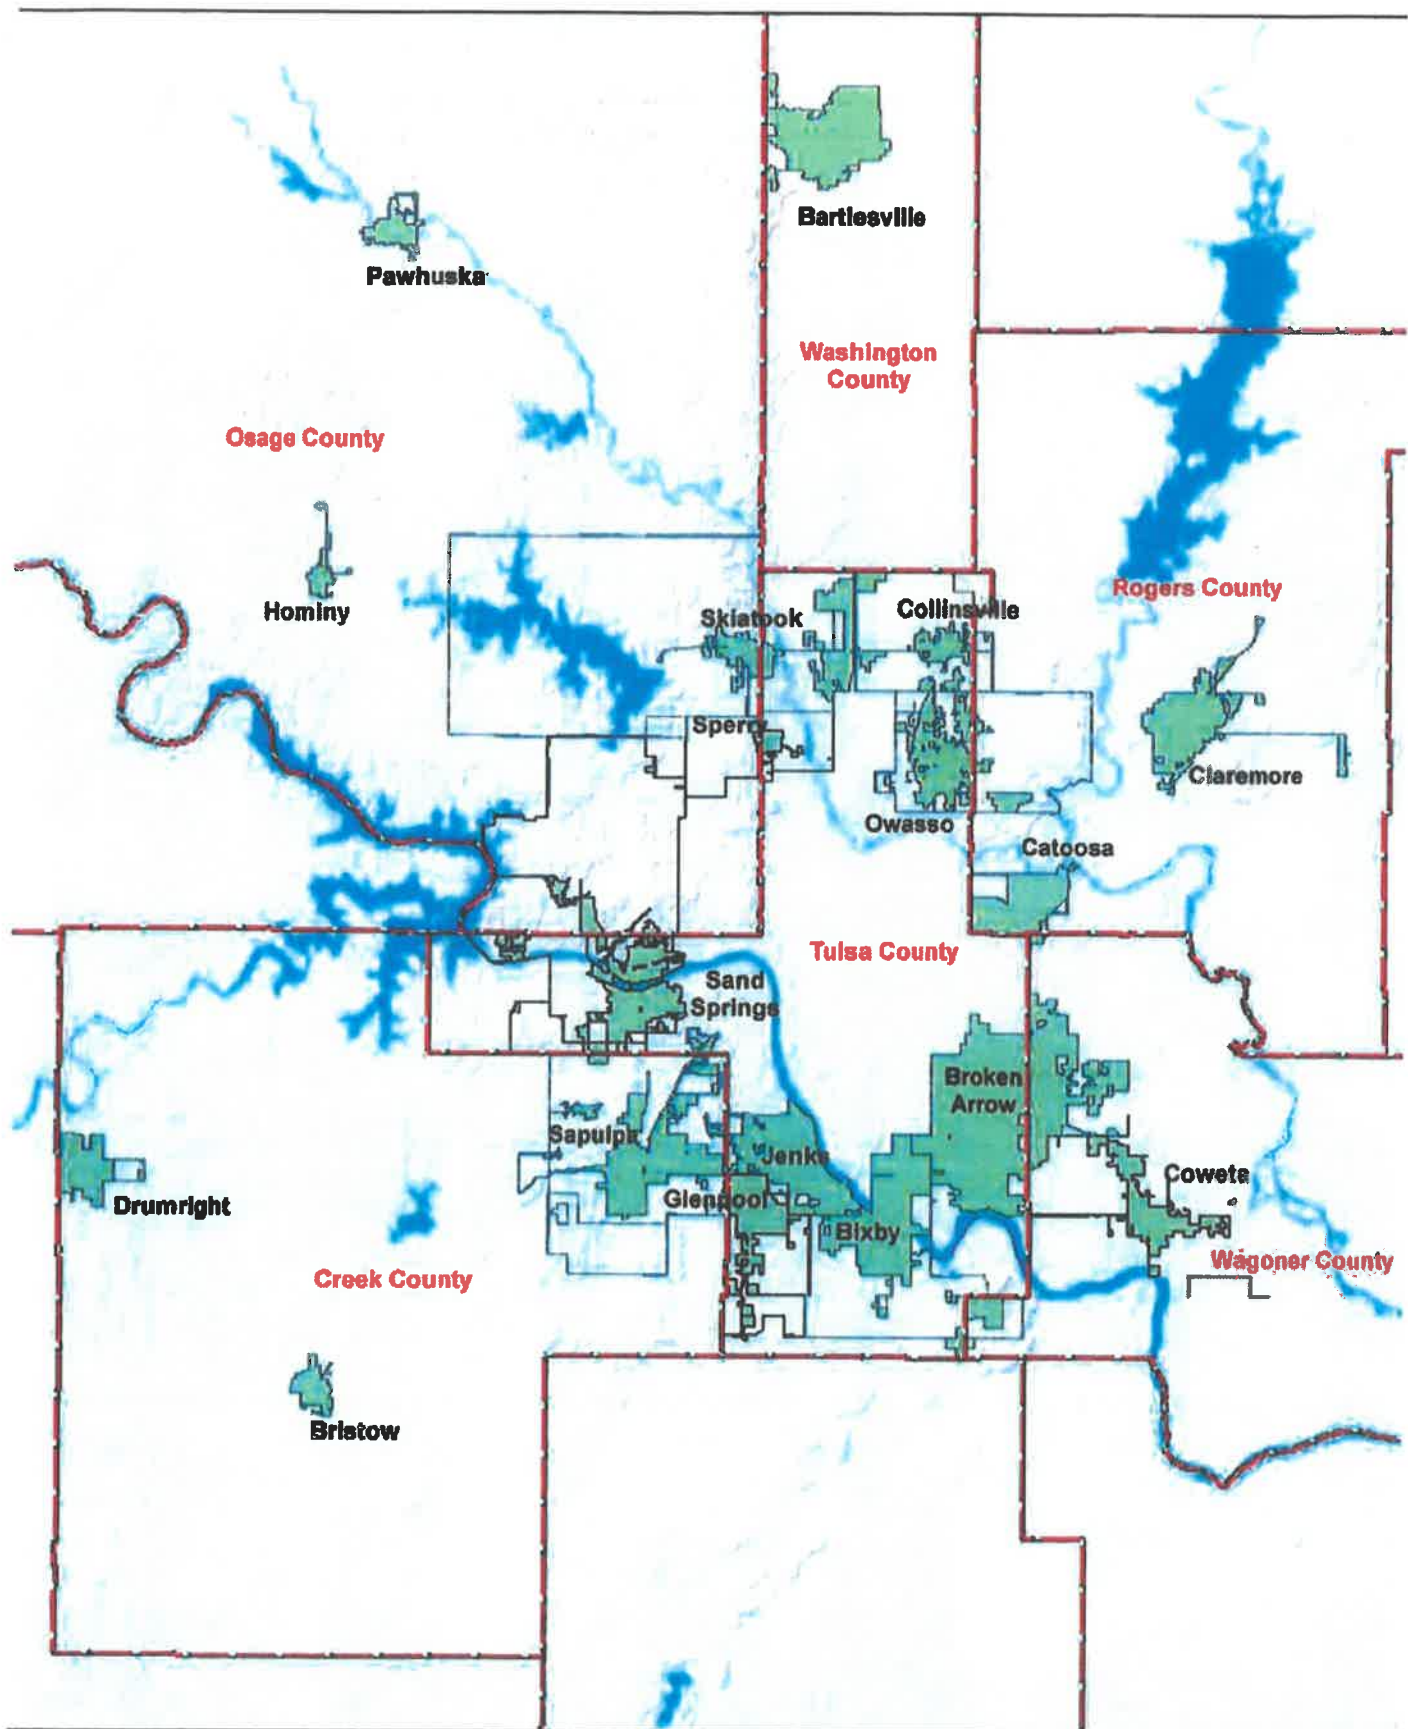 Bartlesville
Pawhuska
Washington
County
Osage County
Rogers County
Hominy
Skiatook
Collinsville
Sperry
Claremore
Owasso
Catoosa
Tulsa County
Sand
Springs
Broken
Arrow
Sapulpa
Jenks
Coweta
Drumright
Glenpool
Bixby
Wagoner County
Creek County
Bristow